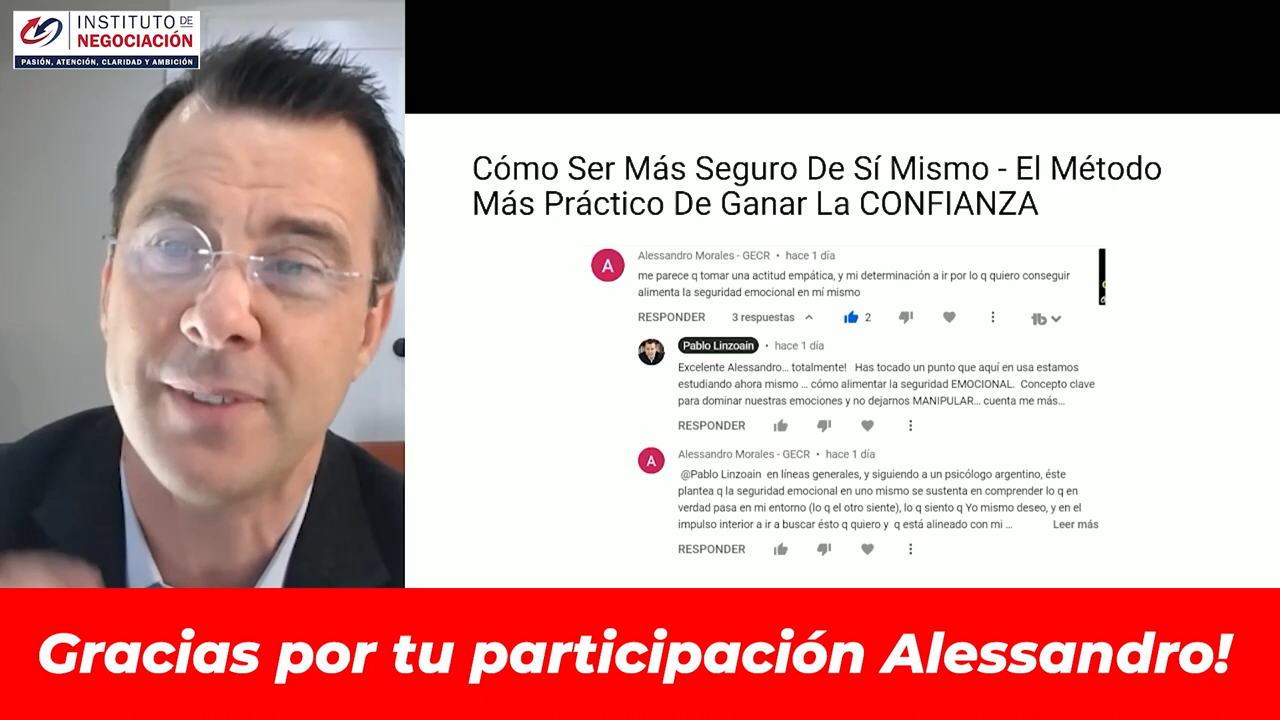 INSTITUTO DE
NEGOCIACIÓN
PASIÓN, ATENCIÓN, CLARIDAD Y AMBICIÓN
Cómo Ser Más Seguro De Sí Mismo - El Método
Más Práctico De Ganar La CONFIANZA
A
Alessandro Morales - GECR • hace 1 día
me parece q tomar una actitud empática, y mi determinación a ir por lo q quiero conseguir
alimenta la seguridad emocional en mí mismo
RESPONDER 3 respuestas 2
Pablo Linzoain • hace 1 día
Excelente Alessandro... totalmente! Has tocado un punto que aquí en usa estamos
estudiando ahora mismo ... cómo alimentar la seguridad EMOCIONAL. Concepto clave
para dominar nuestras emociones y no dejarnos MANIPULAR... cuenta me más...
RESPONDER
A
Alessandro Morales - GECR • hace 1 día
@Pablo Linzoain en líneas generales, y siguiendo a un psicólogo argentino, éste
plantea q la seguridad emocional en uno mismo se sustenta en comprender lo q en
verdad pasa en mi entorno (lo q el otro siente), lo q siento q Yo mismo deseo, y en el
impulso interior a ir a buscar ésto q quiero y q está alineado con mi ... Leer más
RESPONDER
Gracias por tu participación Alessandro!